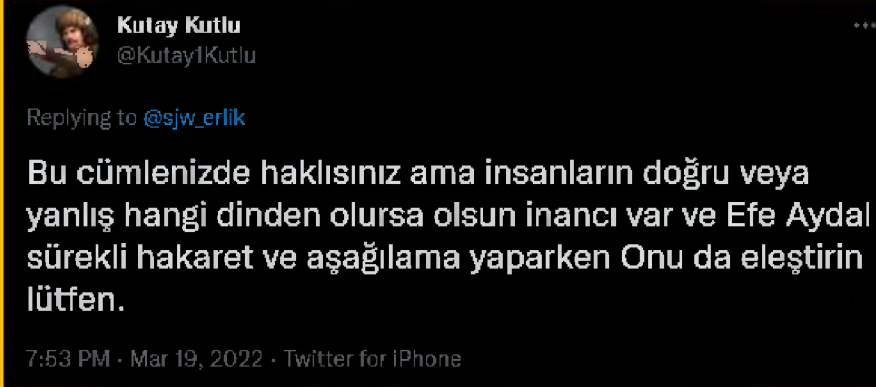 Kutay Kutlu
@Kutay1Kutlu
Replying to @sjw_erlik
Bu cümlenizde haklısınız ama insanların doğru veya
yanlış hangi dinden olursa olsun inancı var ve Efe Aydal
sürekli hakaret ve aşağılama yaparken Onu da eleştirin
lütfen.
7:53 PM · Mar 19, 2022 · Twitter for iPhone